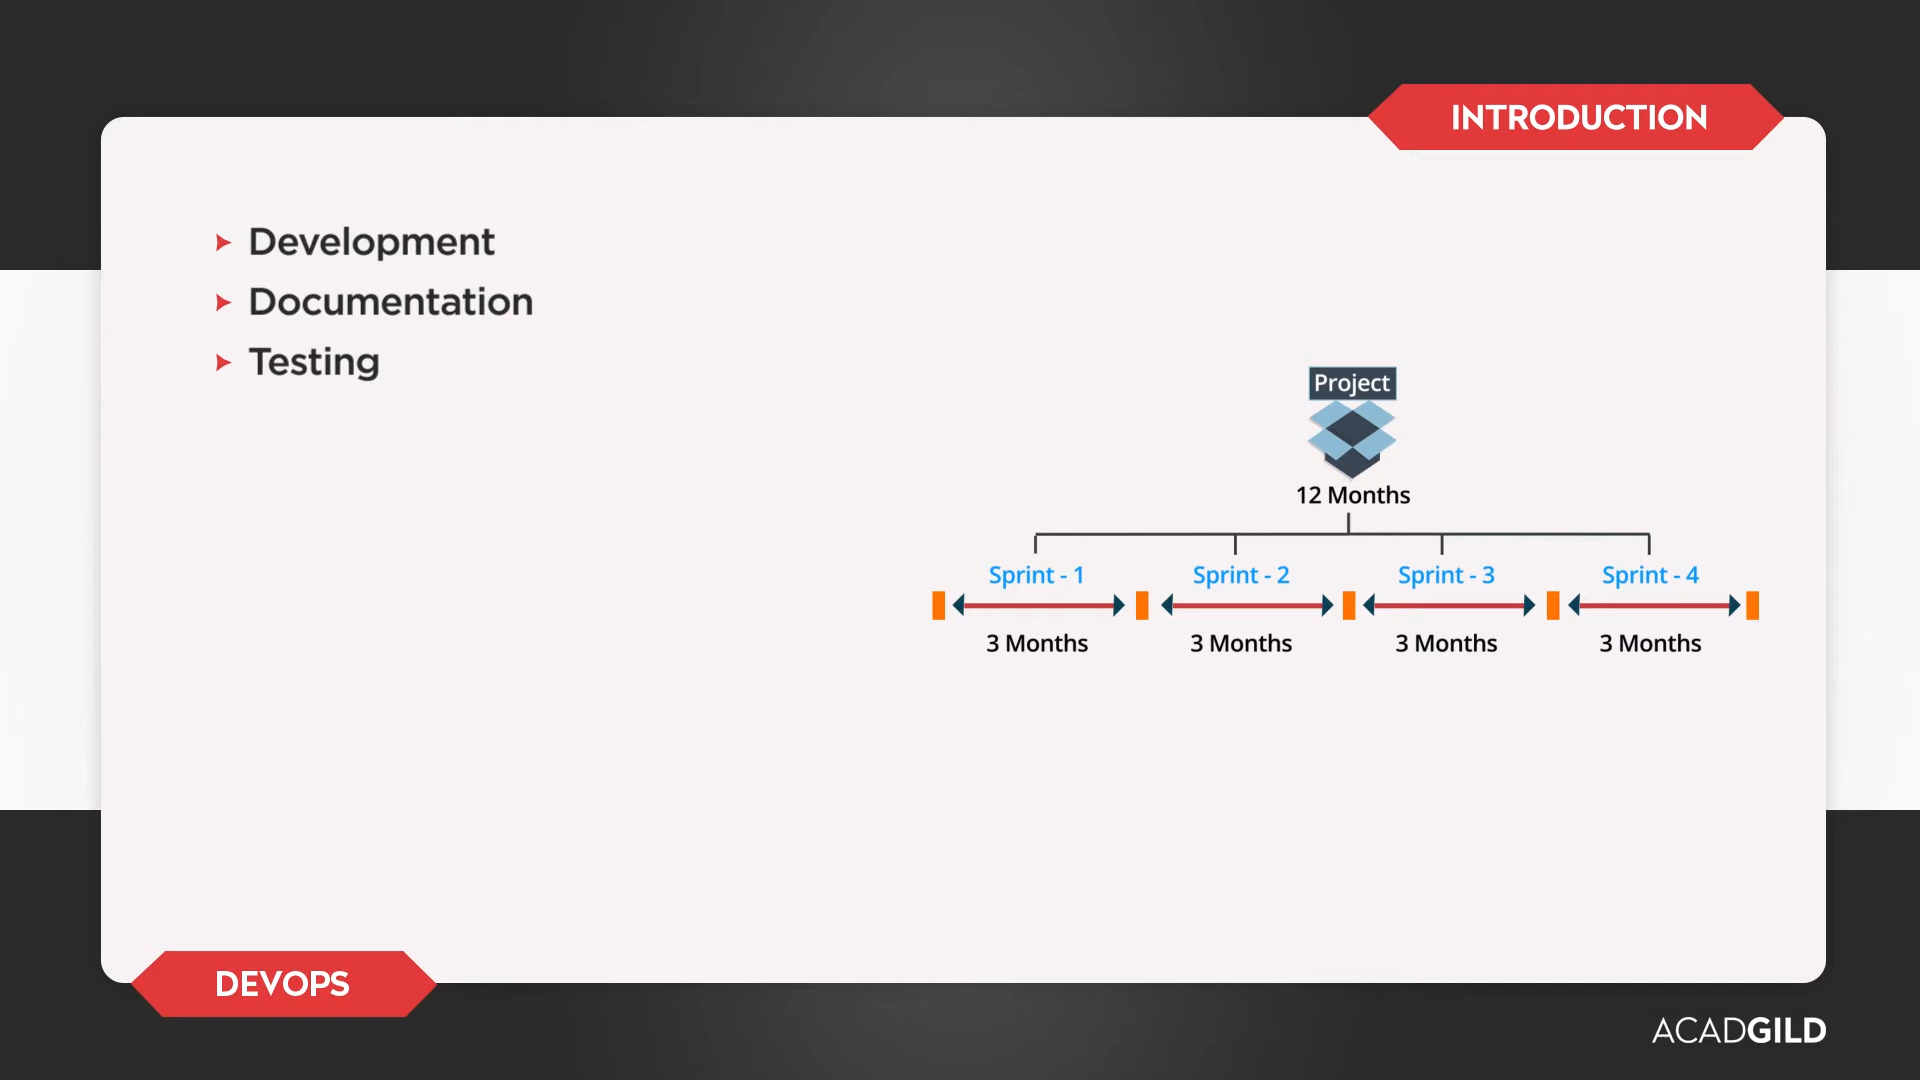 INTRODUCTION
Development
Documentation
Testing
Project
12 Months
Sprint - 1 Sprint - 2 Sprint - 3 Sprint - 4
3 Months 3 Months 3 Months 3 Months
DEVOPS
ACADGILD